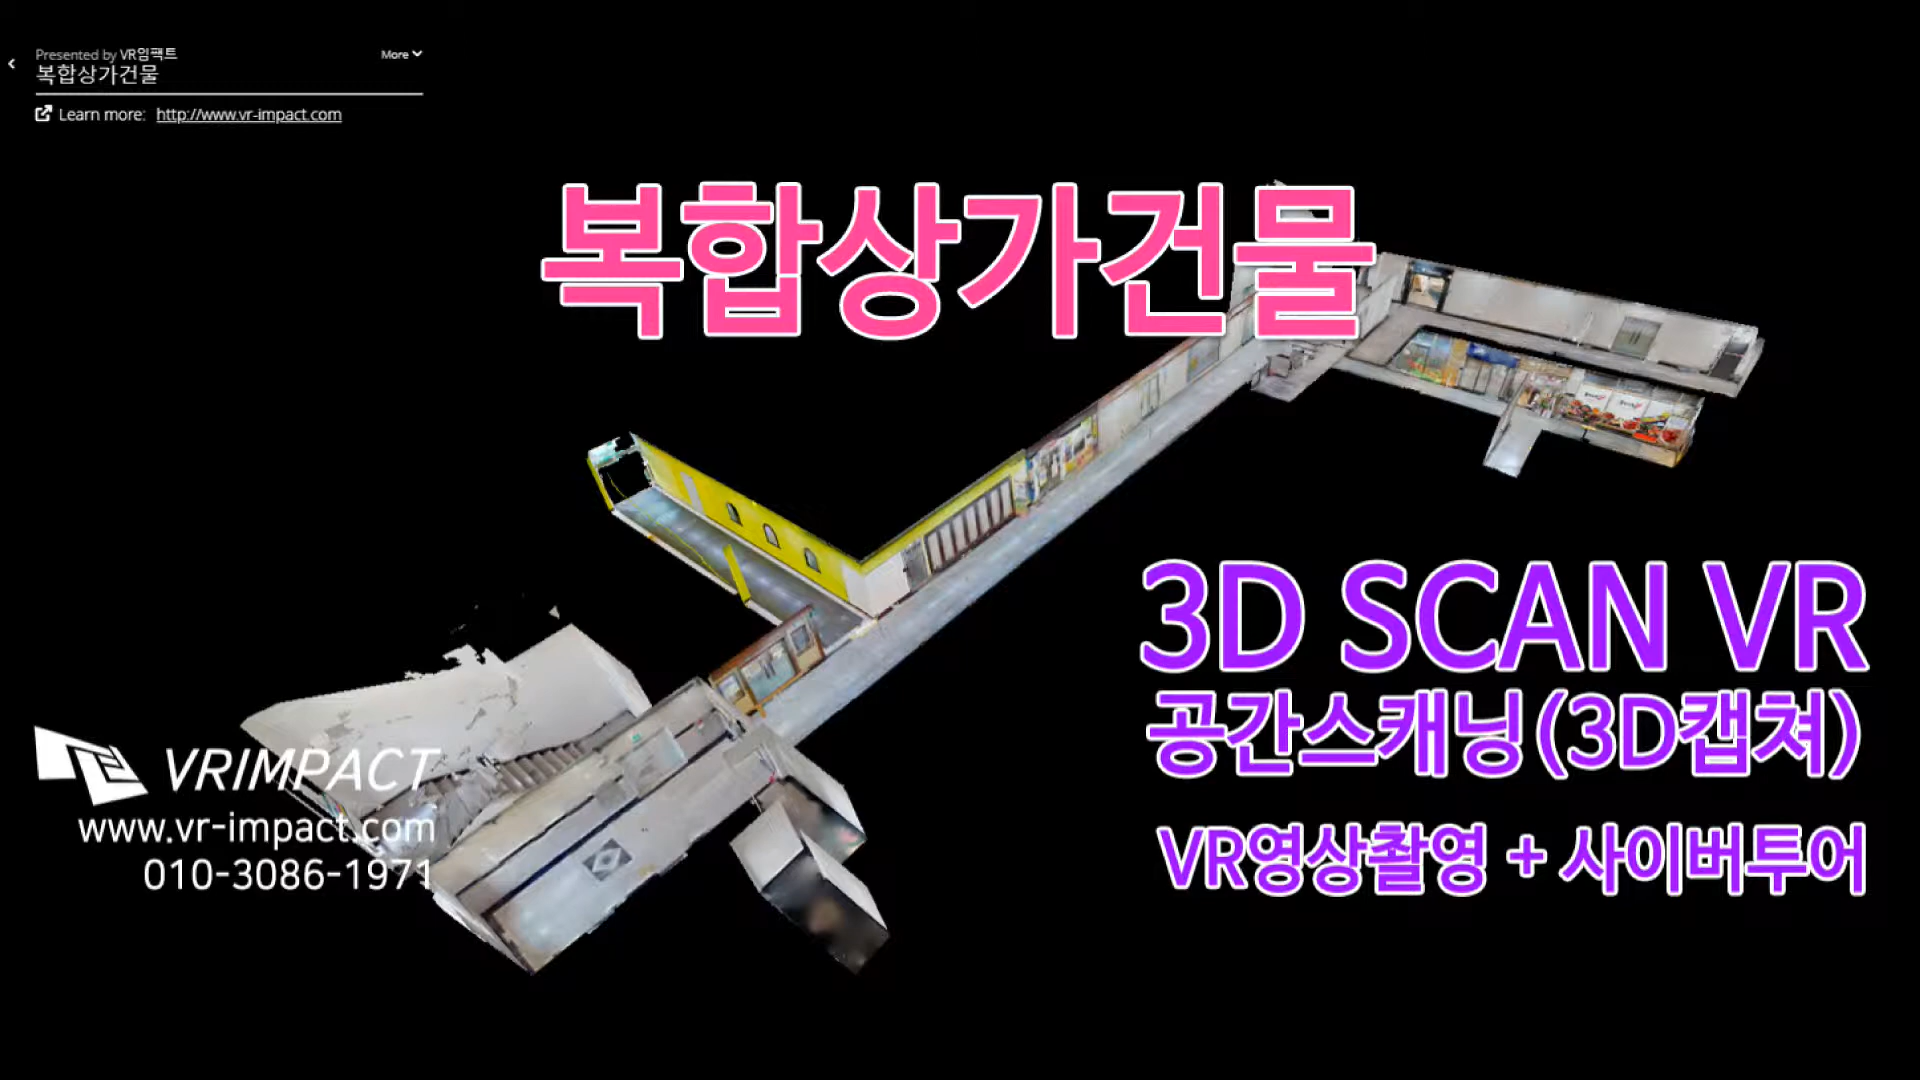 Presented by VR임팩트
More
복합상가건물
Learn more: http://www.vr-impact.com
복합상가건물
3D SCAN VR
공간스캐닝(3D캡쳐)
VR영상촬영 + 사이버투어
VRIMPACT
www.vr-impact.com
010-3086-1971